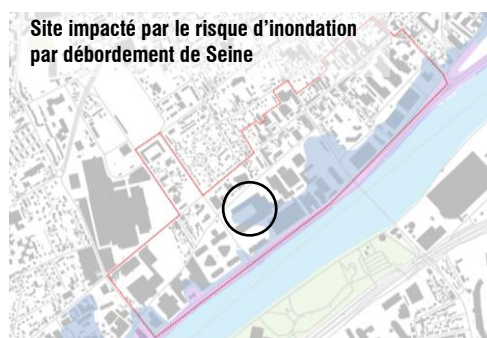 Site impacté par le risque d’inondation
par débordement de Seine